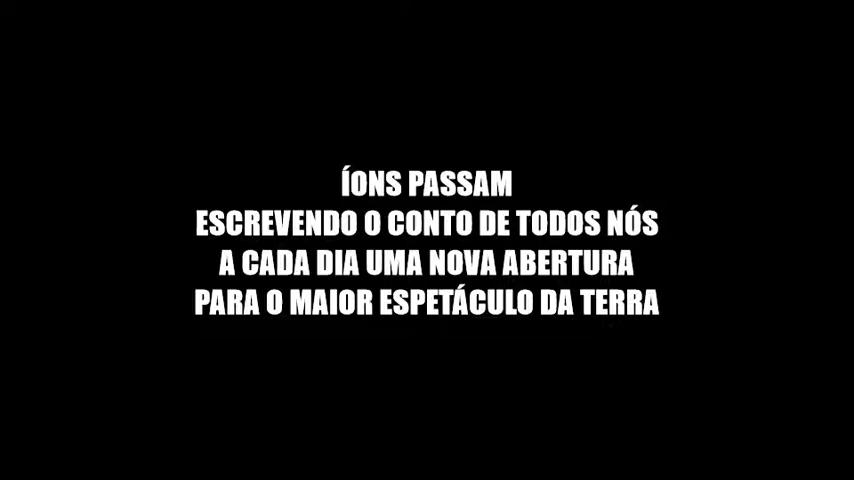 ÍONS PASSAM
ESCREVENDO O CONTO DE TODOS NÓS
A CADA DIA UMA NOVA ABERTURA
PARA O MAIOR ESPETÁCULO DA TERRA